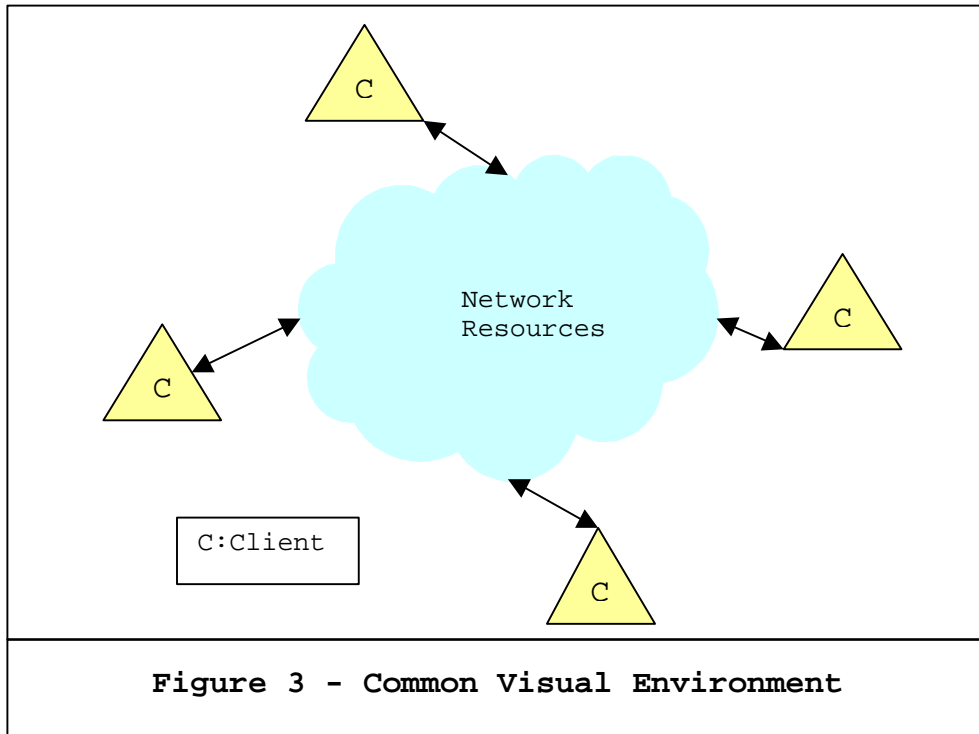 C
Network
Resources
C
C
C:Client
C
Figure 3 - Common Visual Environment